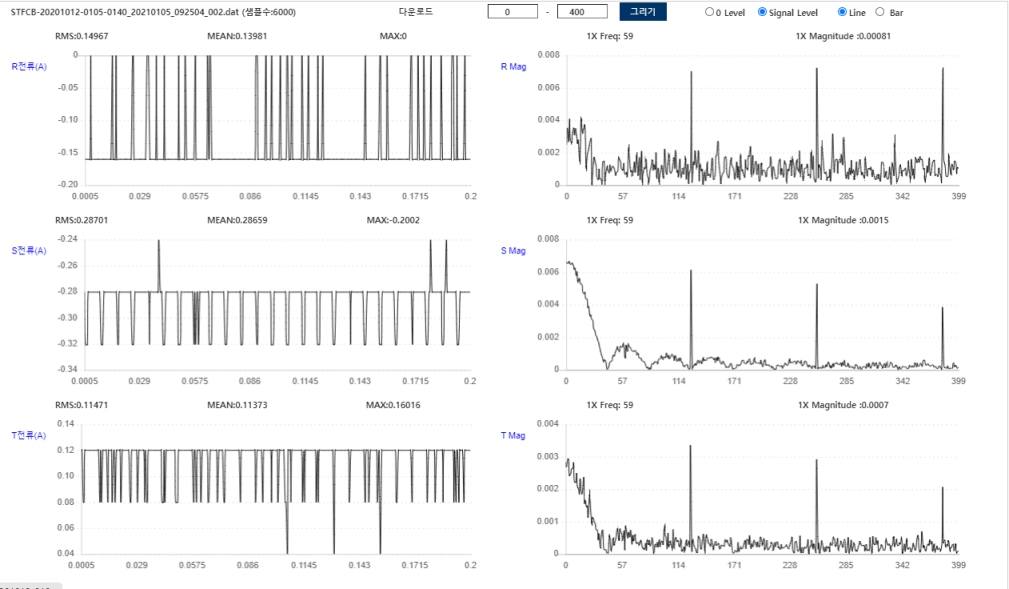 STFCB-20201012-0105-0140_20210105_092504_002.dat (샘플수:6000) 다운로드 0 - 400 그리기 0 Level Signal Level Line Bar
RMS:0.14967 MEAN:0.13981 MAX:0 1X Freq: 59 1X Magnitude :0.00081
R전류(A)
0
-0.05
-0.10
-0.15
-0.20
0.0005 0.029 0.0575 0.086 0.1145 0.143 0.1715 0.2
R Mag
0.008
0.006
0.004
0.002
0
0 57 114 171 228 285 342 399
RMS:0.28701 MEAN:0.28659 MAX:-0.2002 1X Freq: 59 1X Magnitude :0.0015
S전류(A)
-0.24
-0.26
-0.28
-0.30
-0.32
-0.34
0.0005 0.029 0.0575 0.086 0.1145 0.143 0.1715 0.2
S Mag
0.008
0.006
0.004
0.002
0
0 57 114 171 228 285 342 399
RMS:0.11471 MEAN:0.11373 MAX:0.16016 1X Freq: 59 1X Magnitude :0.0007
T전류(A)
0.14
0.12
0.10
0.08
0.06
0.04
0.0005 0.029 0.0575 0.086 0.1145 0.143 0.1715 0.2
T Mag
0.004
0.003
0.002
0.001
0
0 57 114 171 228 285 342 399